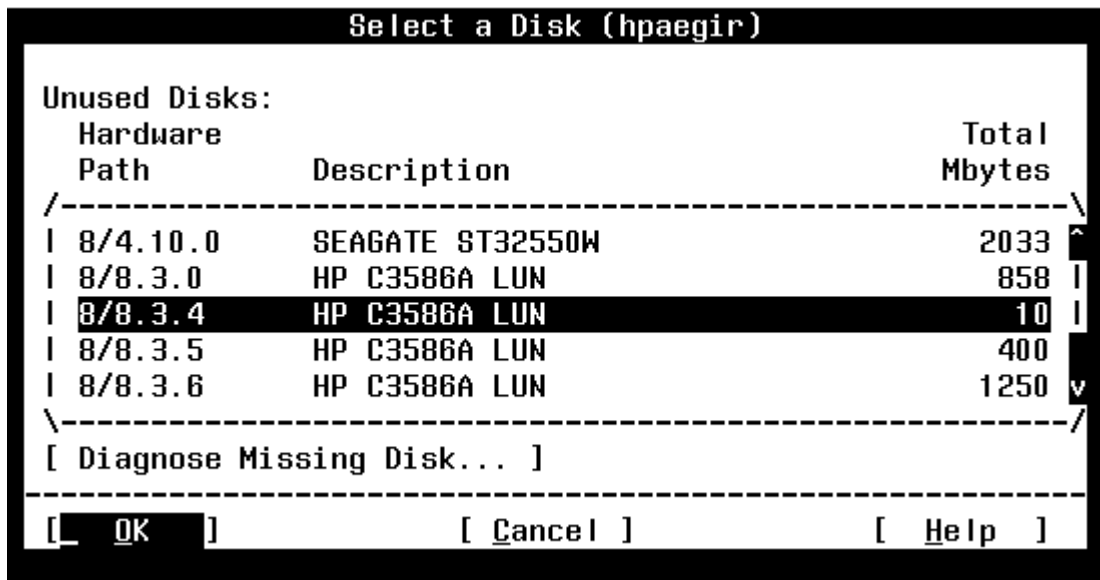 Select a Disk (hpaegir)
Unused Disks:
Hardware Total
Path Description Mbytes
/---------------------------------------------------------\
| 8/4.10.0 SEAGATE ST32550W 2033 ^
| 8/8.3.0 HP C3586A LUN 858 |
| 8/8.3.4 HP C3586A LUN 10 |
| 8/8.3.5 HP C3586A LUN 400
| 8/8.3.6 HP C3586A LUN 1250 v
\---------------------------------------------------------/
[ Diagnose Missing Disk... ]
------------------------------------------------------------
[_ OK ] [ Cancel ] [ Help ]